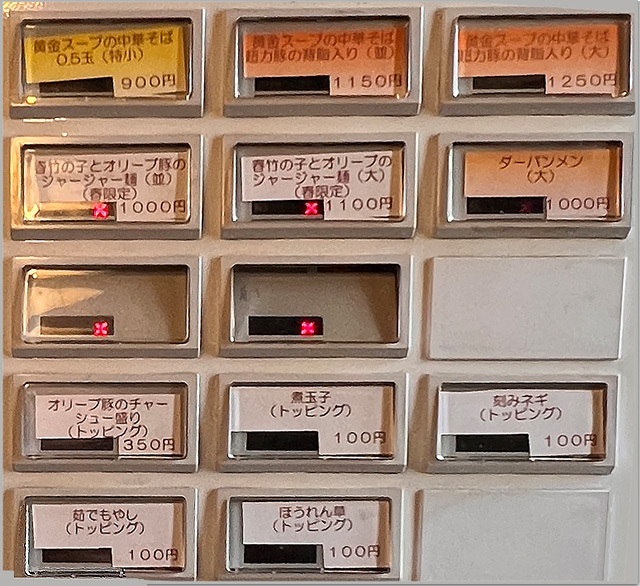 黄金スープの中華そば
0.5玉（特小）
900円
黄金スープの中華そば
超力豚の背脂入り（並）
1150円
黄金スープの中華そば
超力豚の背脂入り（大）
1250円
春竹の子とオリーブ豚の
ジャージャー麺（並）
（春限定）
1000円
春竹の子とオリーブの
ジャージャー麺（大）
（春限定）
1100円
ダーバンメン
（大）
1000円
オリーブ豚のチャー
シュー盛り
（トッピング）
350円
煮玉子
（トッピング）
100円
刻みネギ
（トッピング）
100円
茹でもやし
（トッピング）
100円
ほうれん草
（トッピング）
100円